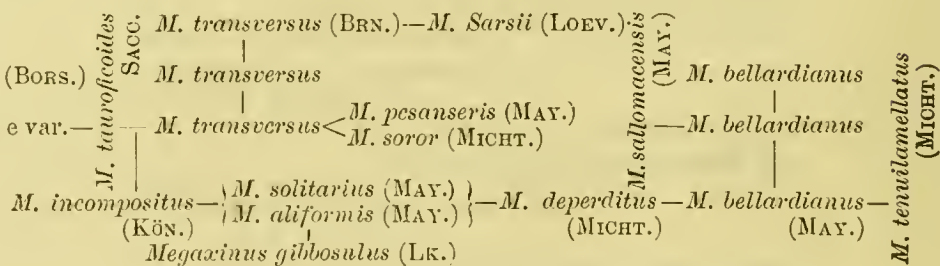 M. transversus (BRN.)—M. Sarsii (LOEV.)
M. tauroficoides SACC.
M. sallomacensis (MAY.)
(BORS.) M. transversus M. bellardianus
e var.— M. transversus< M. pesanseris (MAY.) —M. bellardianus
M. soror (MICHT.)
M. tenuilamellatus (MICHT.)
M. incompositus— M. solitarius (MAY.) —M. deperditus—M. bellardianus—
(KÖN.) M. aliformis (MAY.) (MICHT.) (MAY.)
Megaxinus gibbosulus (LK.)